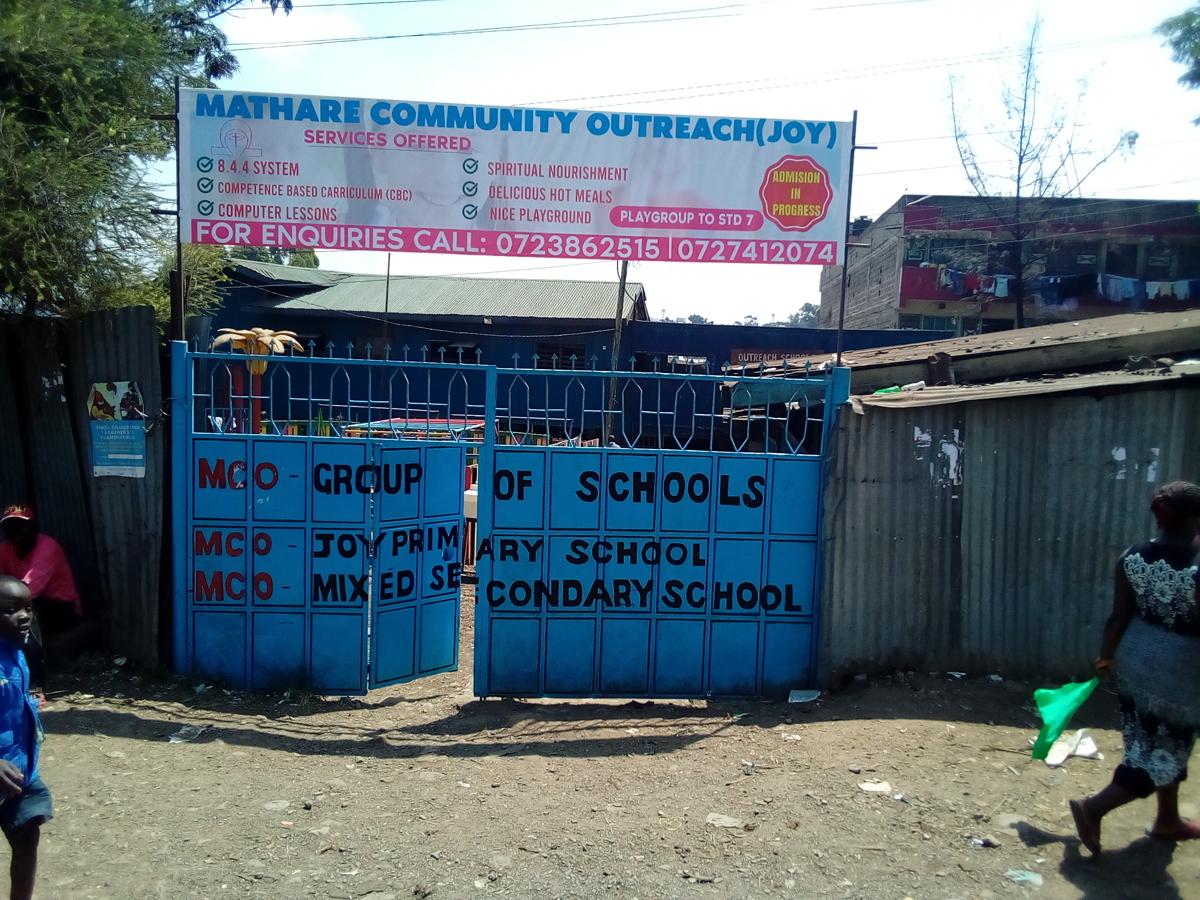 MATHARE COMMUNITY OUTREACH(JOY)
SERVICES OFFERED
8.4.4 SYSTEM
COMPETENCE BASED CARRICULUM (CBC)
COMPUTER LESSONS
SPIRITUAL NOURISHMENT
DELICIOUS HOT MEALS
NICE PLAYGROUND
PLAYGROUP TO STD 7
ADMISION
IN
PROGRESS
FOR ENQUIRIES CALL: 0723862515 | 0727412074
OUTREACH SCHOOL
MCO - GROUP OF SCHOOLS
MCO - JOY PRIMARY SCHOOL
MCO - MIXED SECONDARY SCHOOL